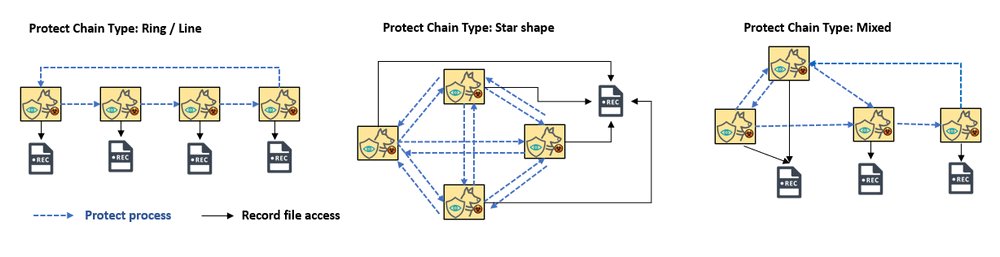 Protect Chain Type: Ring / Line
Protect Chain Type: Star shape
Protect Chain Type: Mixed
REC
REC
REC
REC
REC
REC
REC
REC
Protect process
Record file access